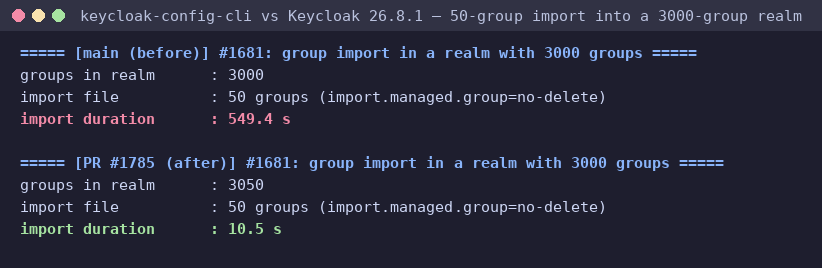 keycloak-config-cli vs Keycloak 26.8.1 — 50-group import into a 3000-group realm
===== [main (before)] #1681: group import in a realm with 3000 groups =====
groups in realm      : 3000
import file          : 50 groups (import.managed.group=no-delete)
import duration      : 549.4 s
===== [PR #1785 (after)] #1681: group import in a realm with 3000 groups =====
groups in realm      : 3050
import file          : 50 groups (import.managed.group=no-delete)
import duration      : 10.5 s